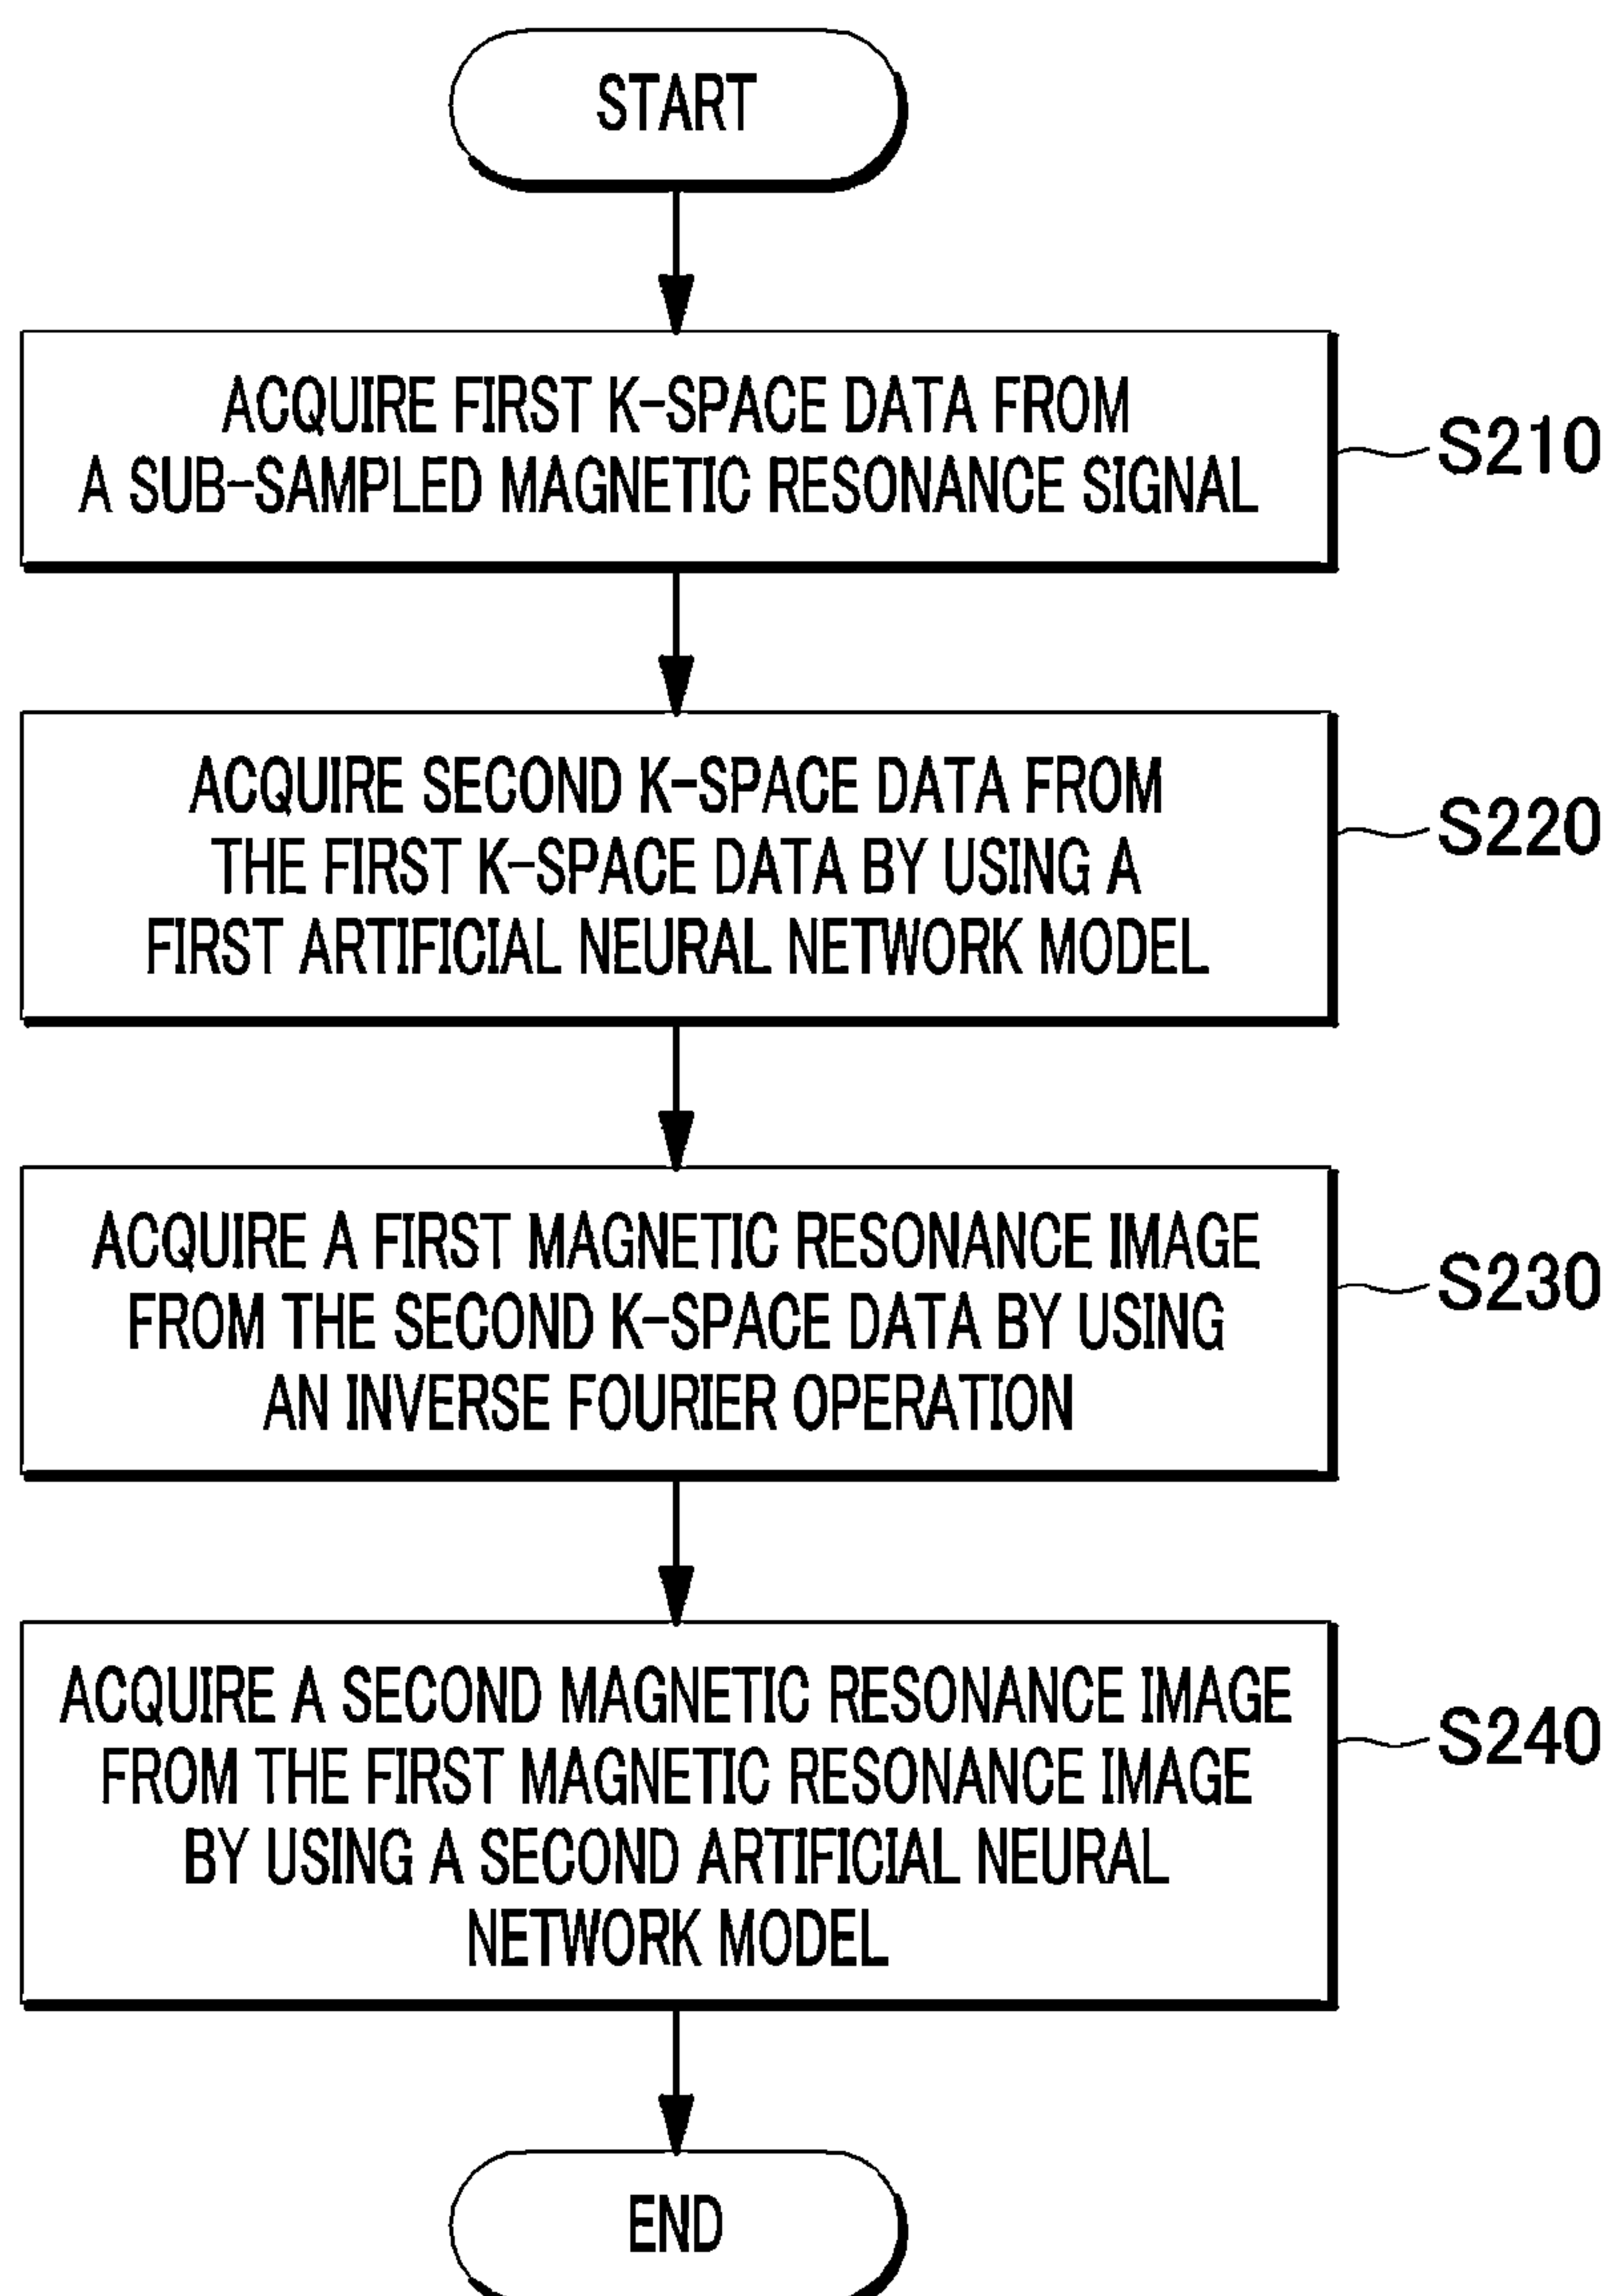 START
ACQUIRE FIRST K-SPACE DATA FROM
A SUB-SAMPLED MAGNETIC RESONANCE SIGNAL
S210
ACQUIRE SECOND K-SPACE DATA FROM
THE FIRST K-SPACE DATA BY USING A
FIRST ARTIFICIAL NEURAL NETWORK MODEL
S220
ACQUIRE A FIRST MAGNETIC RESONANCE IMAGE
FROM THE SECOND K-SPACE DATA BY USING
AN INVERSE FOURIER OPERATION
S230
ACQUIRE A SECOND MAGNETIC RESONANCE IMAGE
FROM THE FIRST MAGNETIC RESONANCE IMAGE
BY USING A SECOND ARTIFICIAL NEURAL
NETWORK MODEL
S240
END